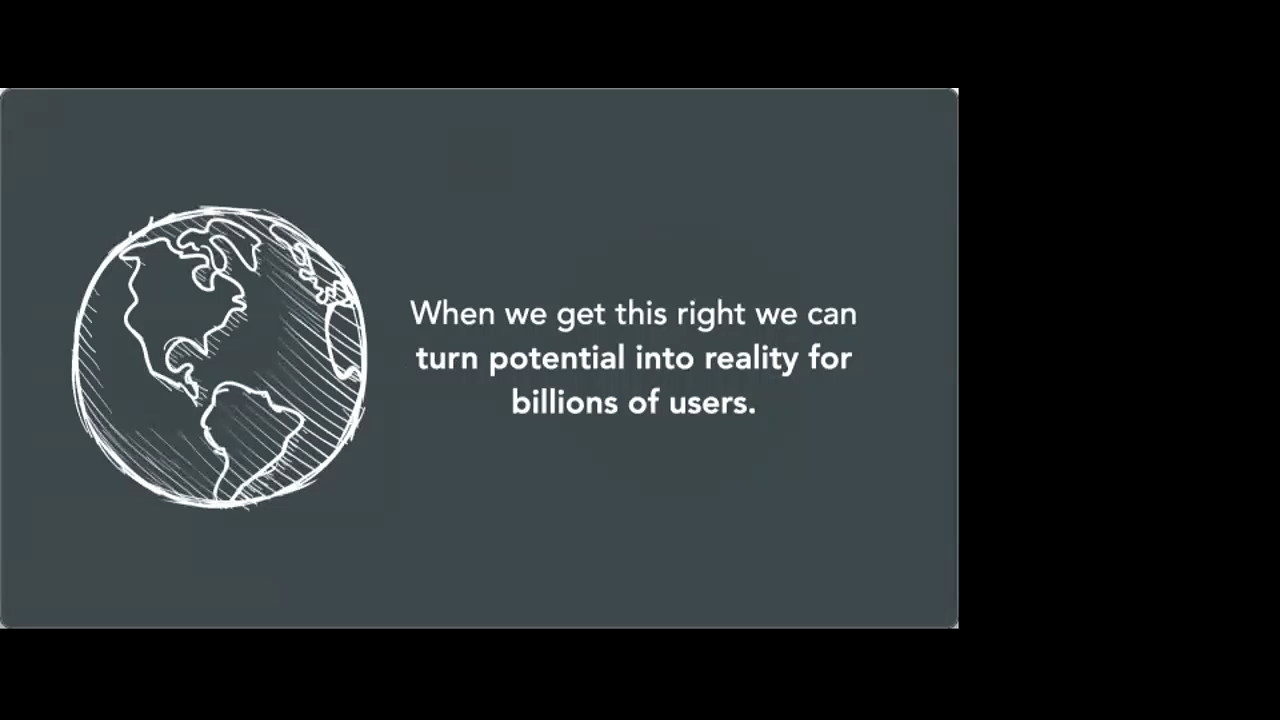 When we get this right we can
turn potential into reality for
billions of users.